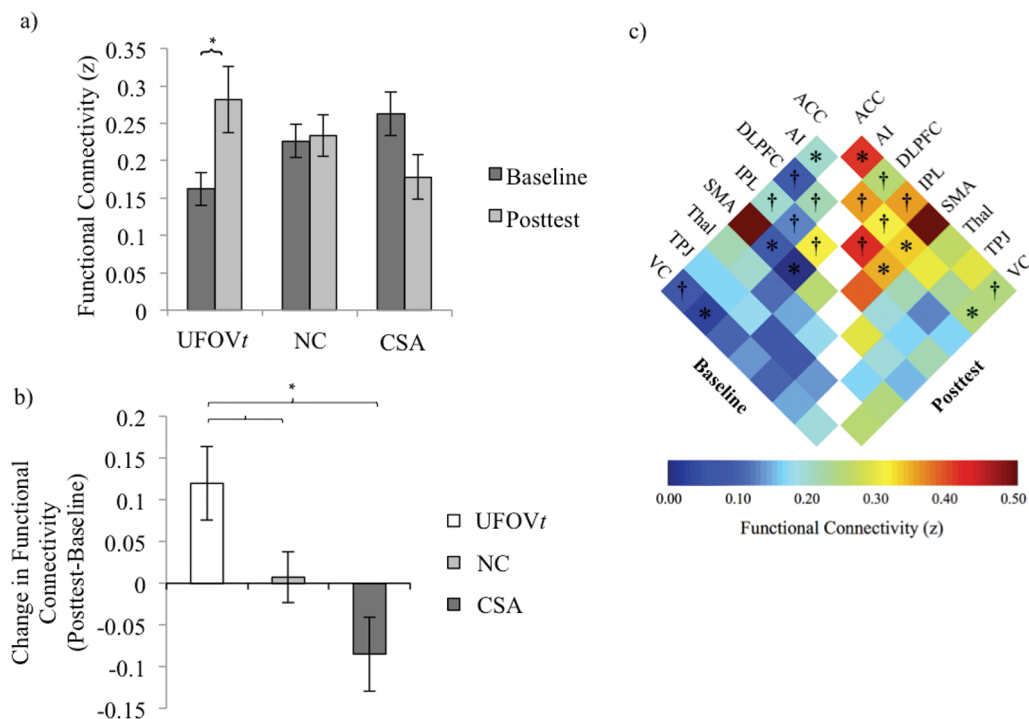 a)
Functional Connectivity (z)
0.35
0.3
0.25
0.2
0.15
0.1
0.05
0
*
UFOVt
NC
CSA
Baseline
Posttest
b)
Change in Functional
Connectivity
(Posttest-Baseline)
0.2
0.15
0.1
0.05
0
-0.05
-0.1
-0.15
*
UFOVt
NC
CSA
c)
ACC
AI
DLPFC
IPL
SMA
Thal
TPJ
VC
ACC
AI
DLPFC
IPL
SMA
Thal
TPJ
VC
* *
† †
† † † †
† †
* † † *
* *
† †
* *
Baseline
Posttest
0.00 0.10 0.20 0.30 0.40 0.50
Functional Connectivity (z)